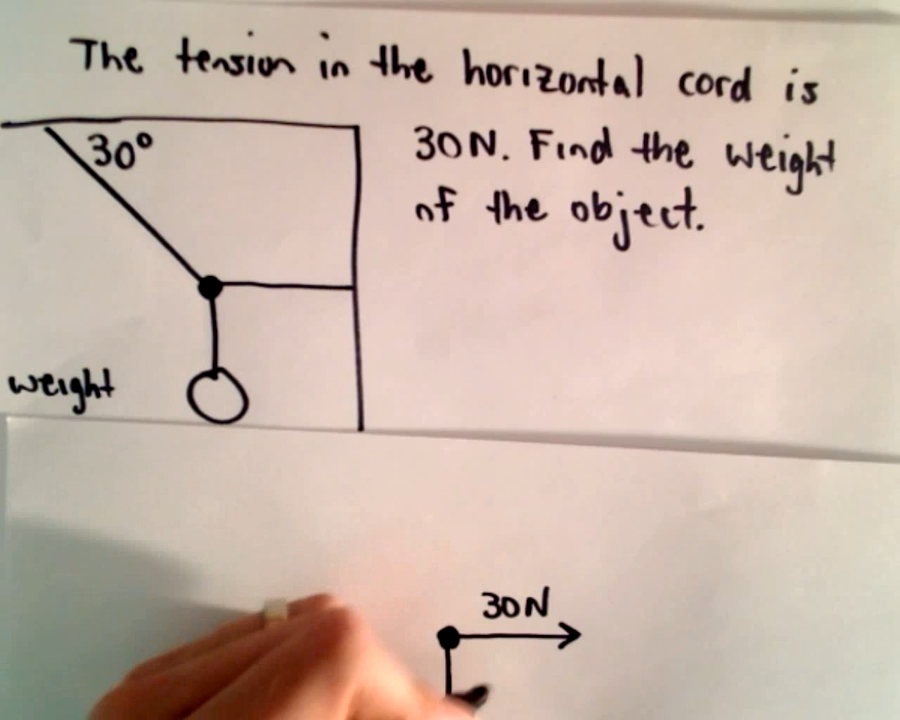 The tension in the horizontal cord is
30° 30N. Find the weight
of the object.
weight
30N